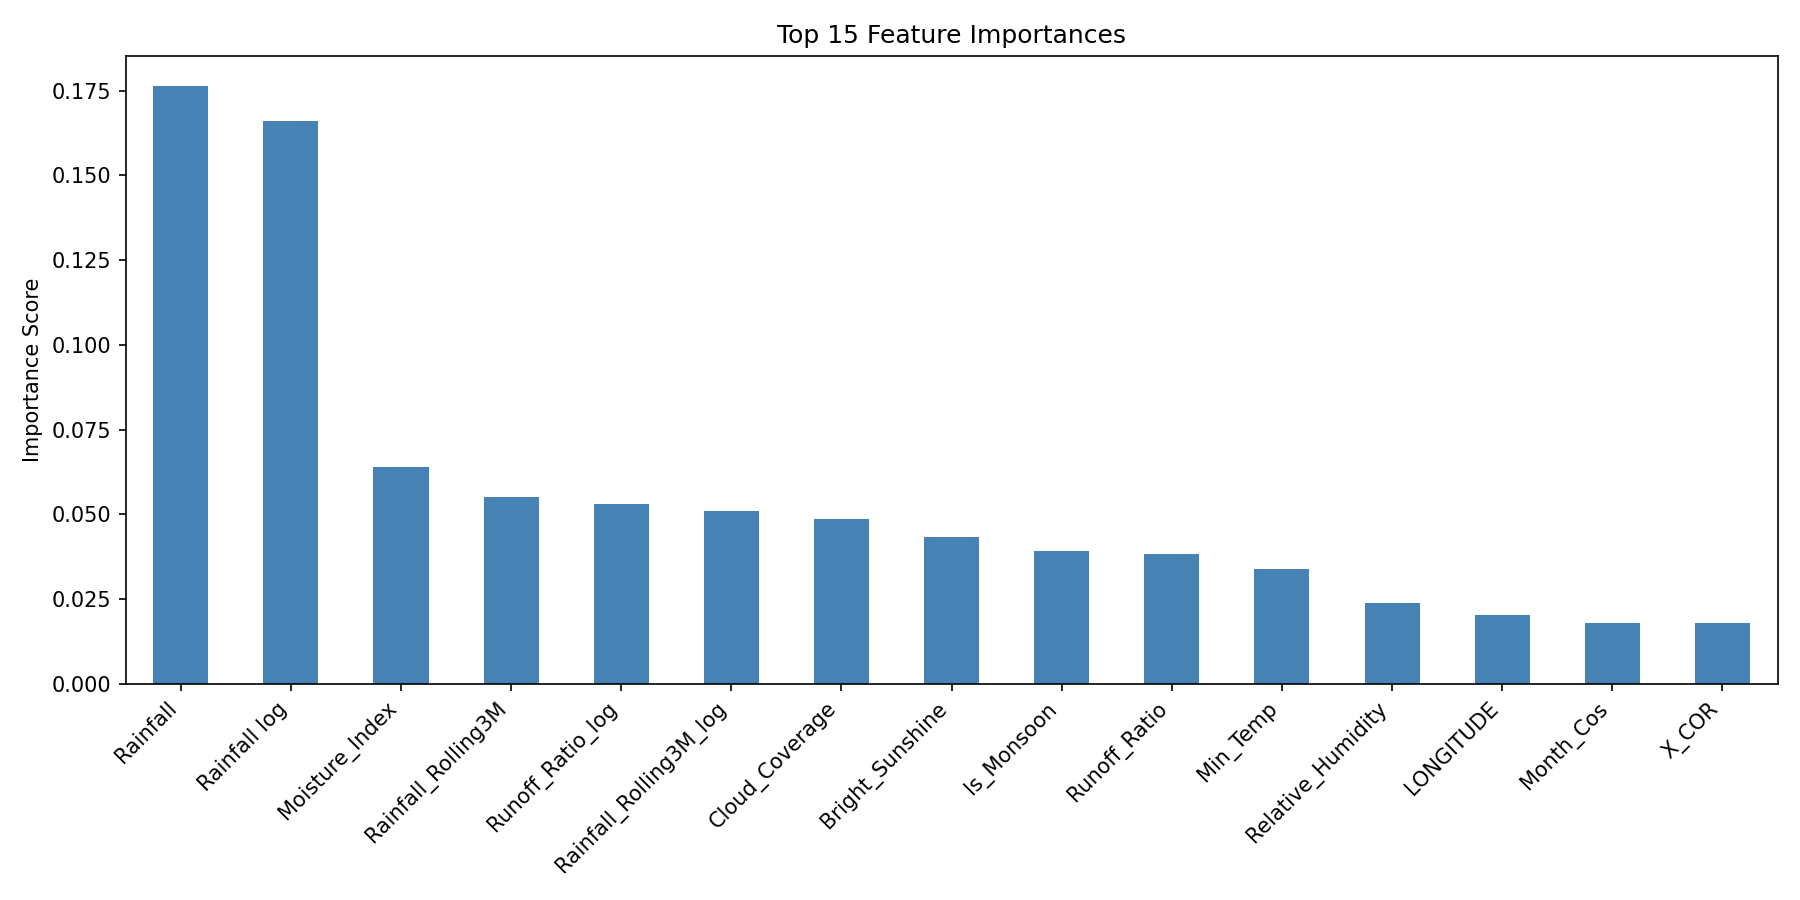 Top 15 Feature Importances
Importance Score
0.175
0.150
0.125
0.100
0.075
0.050
0.025
0.000
Rainfall
Rainfall log
Moisture_Index
Rainfall_Rolling3M
Runoff_Ratio_log
Rainfall_Rolling3M_log
Cloud_Coverage
Bright_Sunshine
Is_Monsoon
Runoff_Ratio
Min_Temp
Relative_Humidity
LONGITUDE
Month_Cos
X_COR